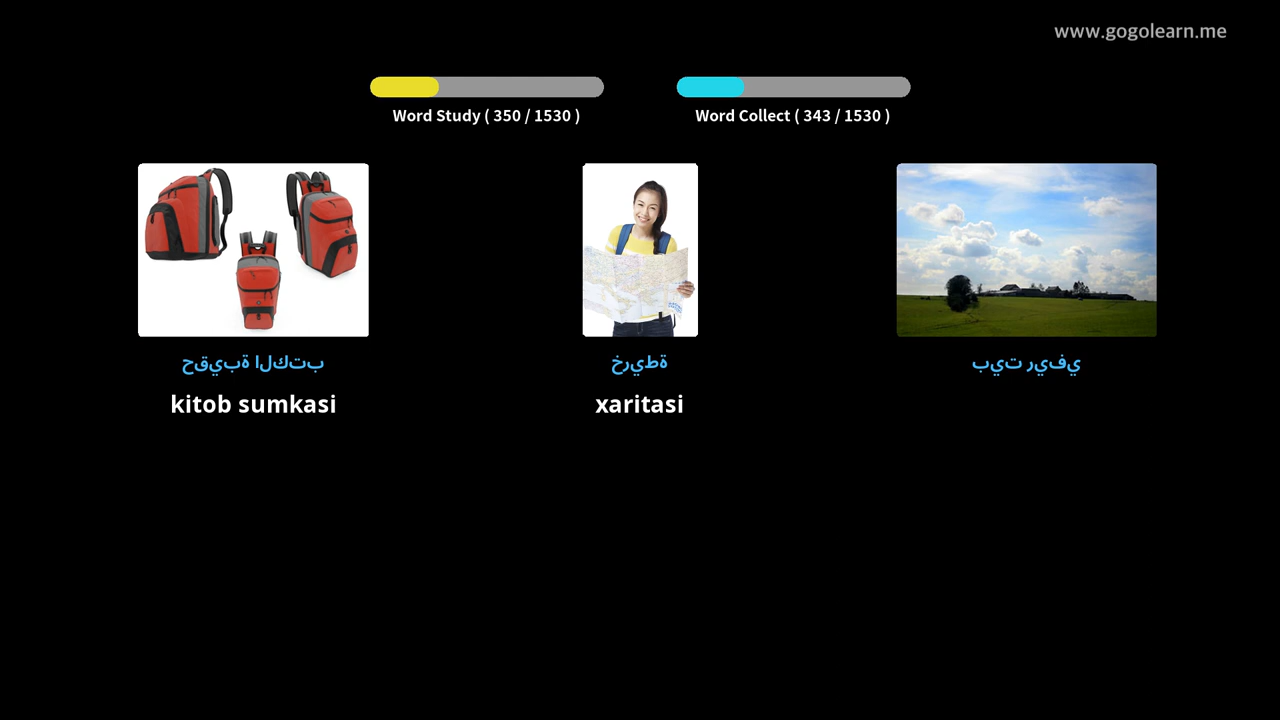 www.gogolearn.me
Word Study ( 350 / 1530 )
Word Collect ( 343 / 1530 )
حقيبة الكتب
kitob sumkasi
خريطة
xaritasi
بيت ريفي